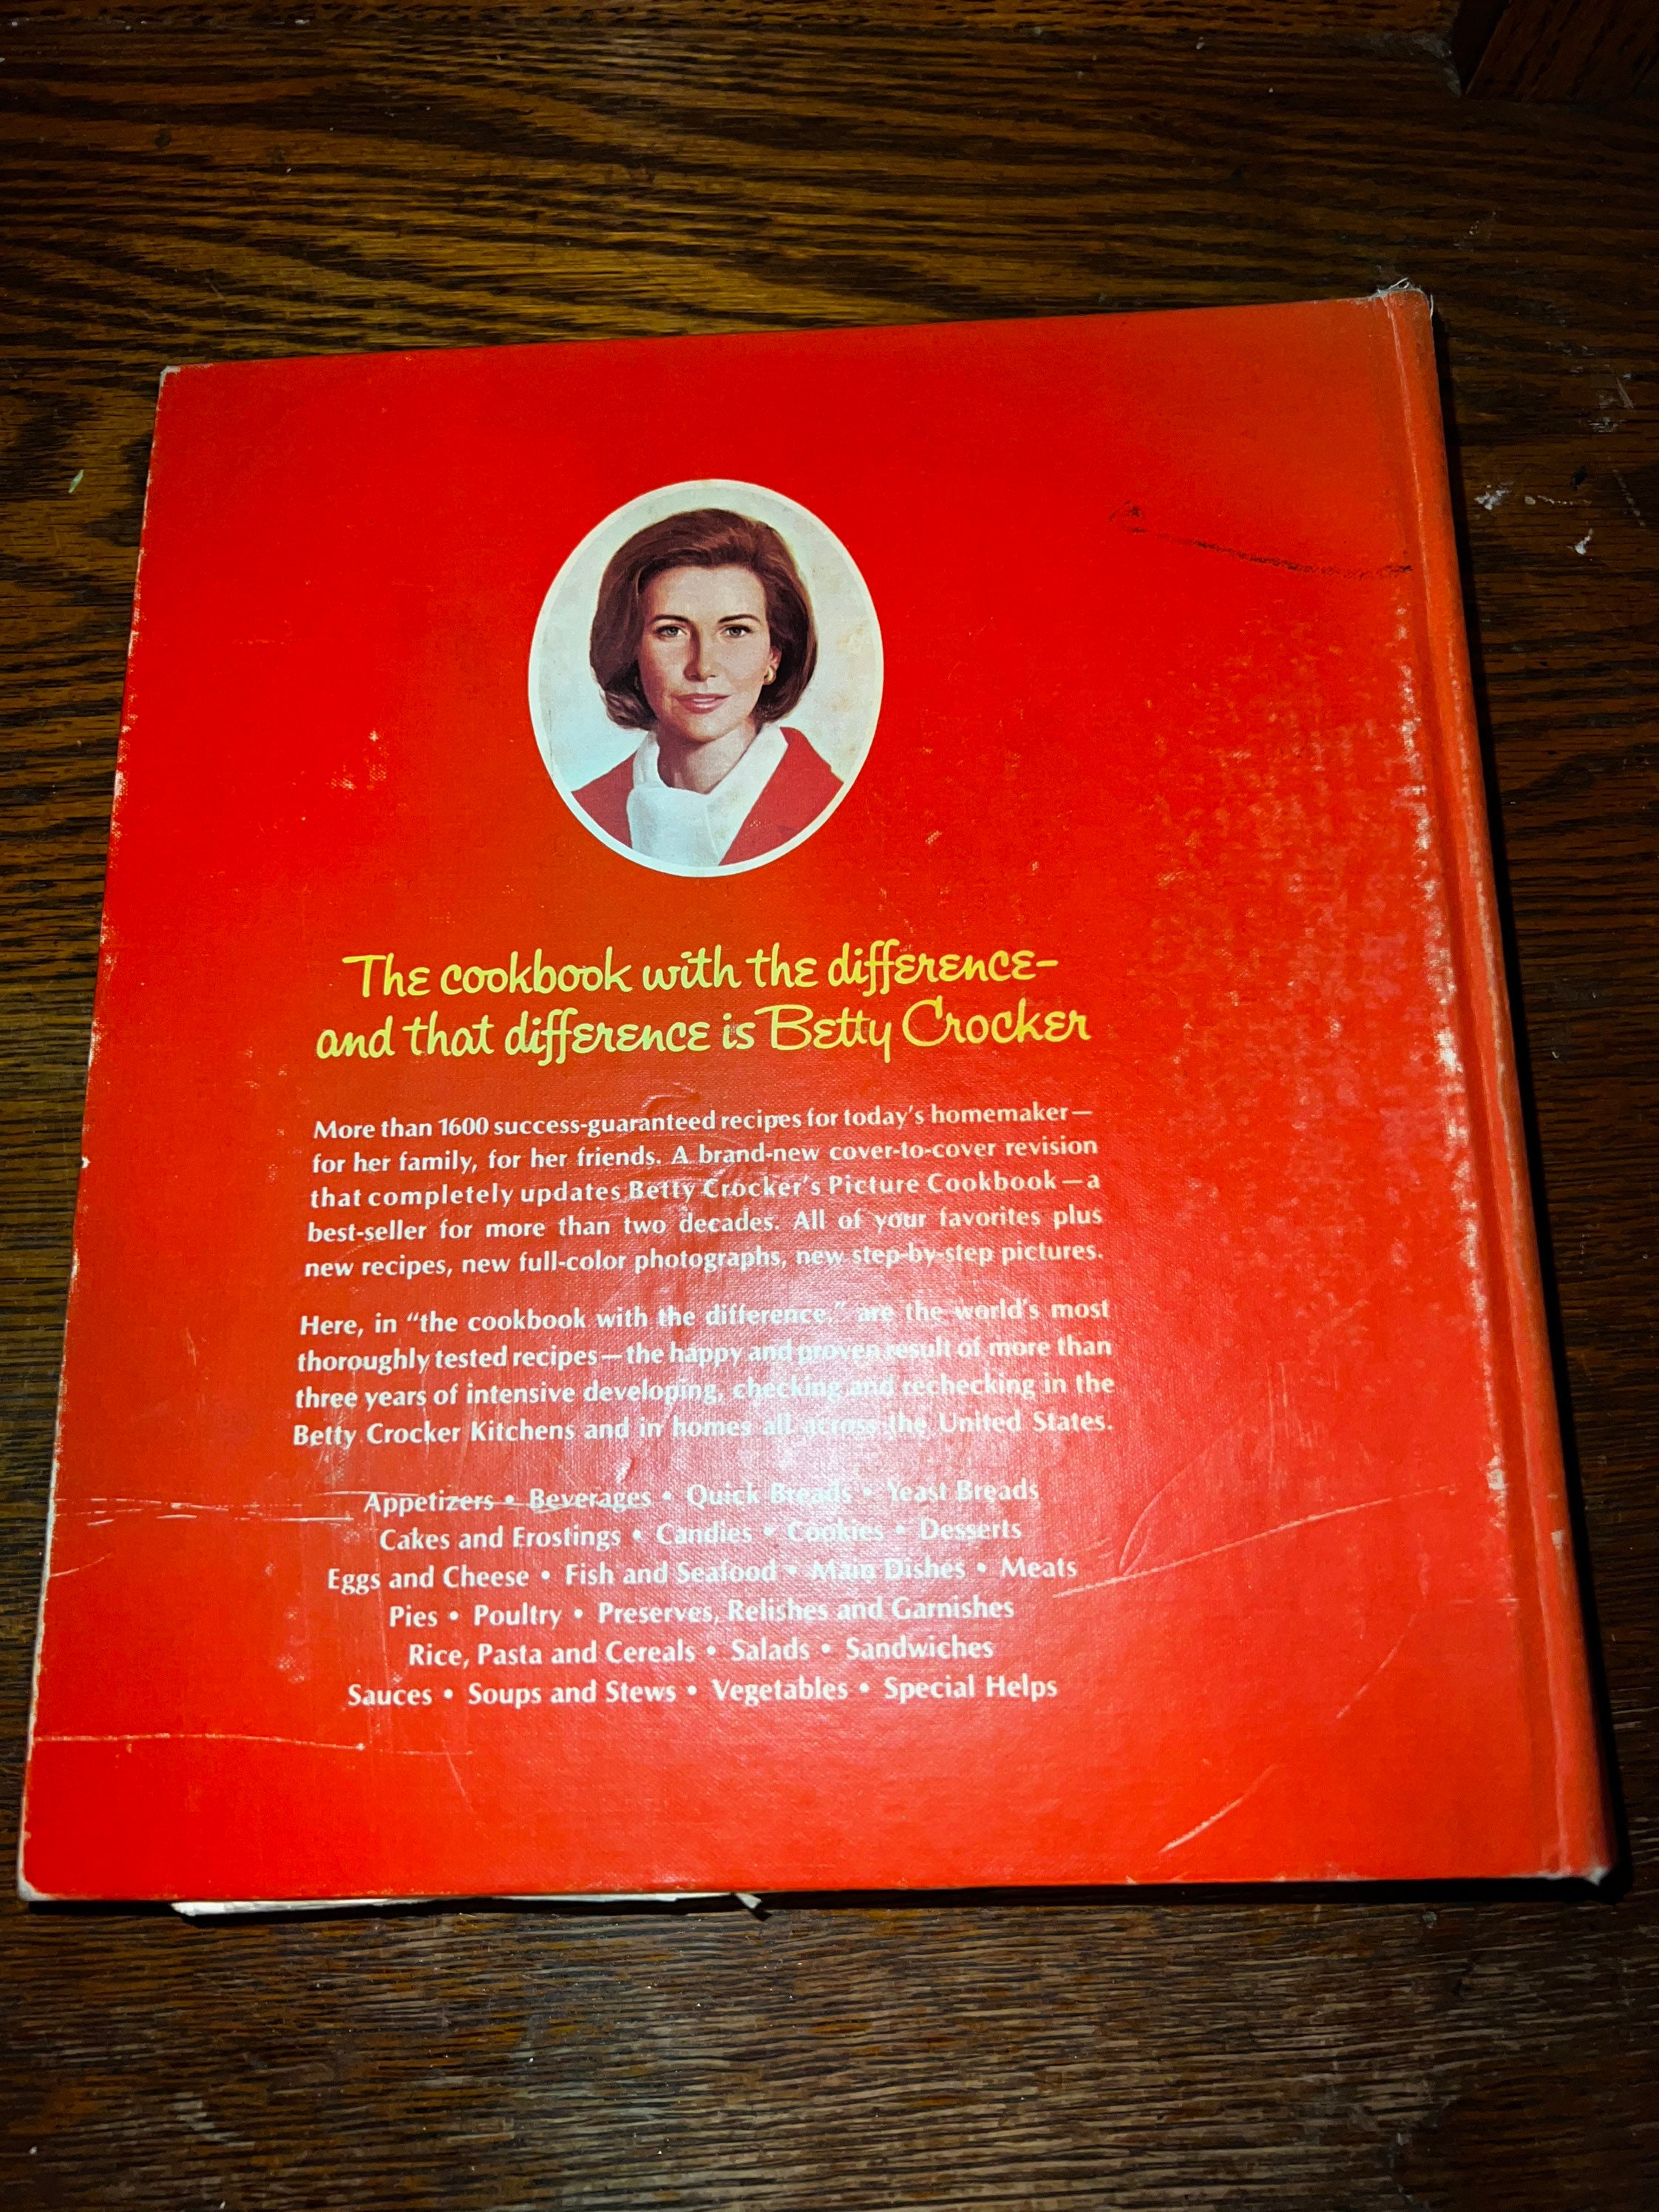 The cookbook with the difference—
and that difference is Betty Crocker
More than 1600 success-guaranteed recipes for today's homemaker—
for her family, for her friends. A brand-new cover-to-cover revision
that completely updates Betty Crocker's Picture Cookbook—a
best-seller for more than two decades. All of your favorites plus
new recipes, new full-color photographs, new step-by-step pictures.
Here, in "the cookbook with the difference," are the world's most
thoroughly tested recipes—the happy and proven result of more than
three years of intensive developing, checking and rechecking in the
Betty Crocker Kitchens and in homes all across the United States.
Appetizers • Beverages • Quick Breads • Yeast Breads
Cakes and Frostings • Candies • Cookies • Desserts
Eggs and Cheese • Fish and Seafood • Main Dishes • Meats
Pies • Poultry • Preserves, Relishes and Garnishes
Rice, Pasta and Cereals • Salads • Sandwiches
Sauces • Soups and Stews • Vegetables • Special Helps